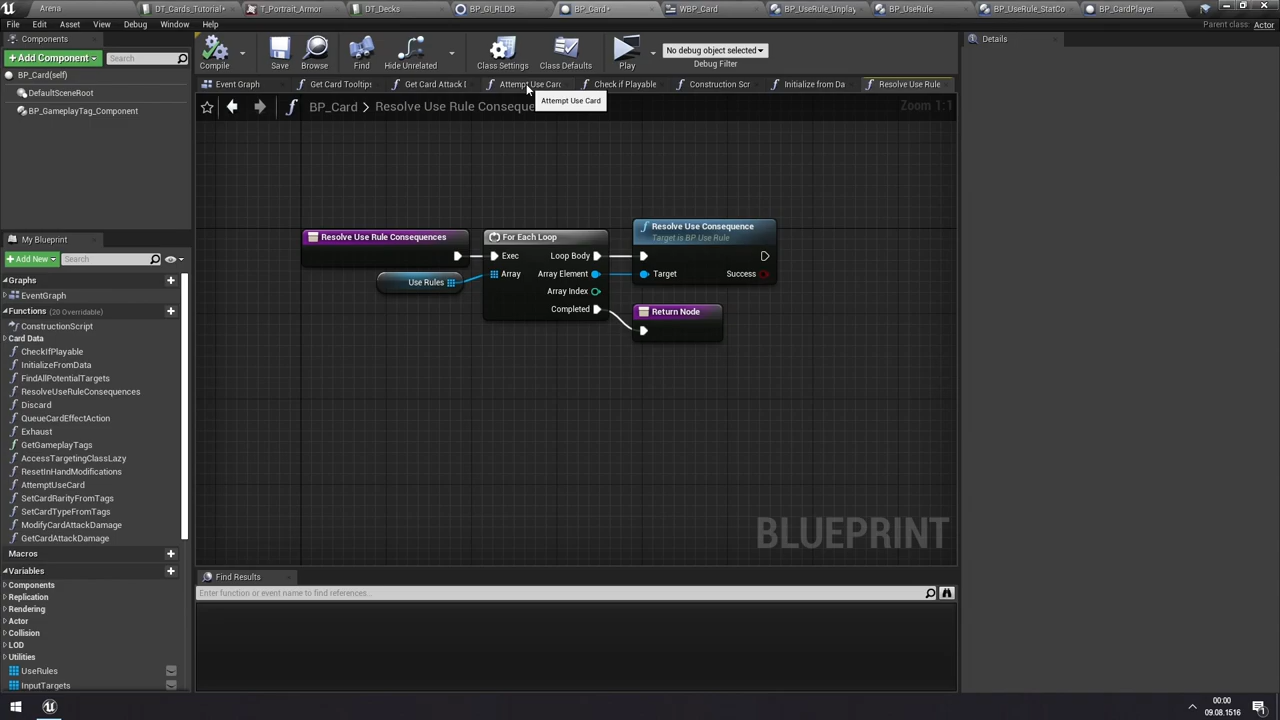 Arena
DT_Cards_Tutorial•
T_Portrait_Armor
DT_Decks
BP_GI_RLDB
BP_Card•
WBP_Card
BP_UseRule_Unplay
BP_UseRule
BP_UseRule_StatCo
BP_CardPlayer
File Edit Asset View Debug Window Help
Parent class: Actor
Components
+ Add Component
Search
BP_Card(self)
DefaultSceneRoot
BP_GameplayTag_Component
Compile
Save
Browse
Find
Hide Unrelated
Class Settings
Class Defaults
Play
No debug object selected
Debug Filter
Details
Event Graph
Get Card Tooltips
Get Card Attack
Attempt Use Card
Check if Playable
Construction Scr
Initialize from Da
Resolve Use Rule
BP_Card > Resolve Use Rule Conseque
Attempt Use Card
Zoom 1:1
Resolve Use Rule Consequences
Use Rules
For Each Loop
Exec
Loop Body
Array
Array Element
Array Index
Completed
Resolve Use Consequence
Target is BP Use Rule
Target
Success
Return Node
BLUEPRINT
My Blueprint
+ Add New
Search
Graphs
EventGraph
Functions (20 Overridable)
ConstructionScript
Card Data
CheckIfPlayable
InitializeFromData
FindAllPotentialTargets
ResolveUseRuleConsequences
Discard
QueueCardEffectAction
Exhaust
GetGameplayTags
AccessTargetingClassLazy
ResetInHandModifications
AttemptUseCard
SetCardRarityFromTags
SetCardTypeFromTags
ModifyCardAttackDamage
GetCardAttackDamage
Macros
Variables
Components
Replication
Rendering
Actor
Collision
LOD
Utilities
UseRules
InputTargets
Find Results
Enter function or event name to find references...
00:00
09.08.1516